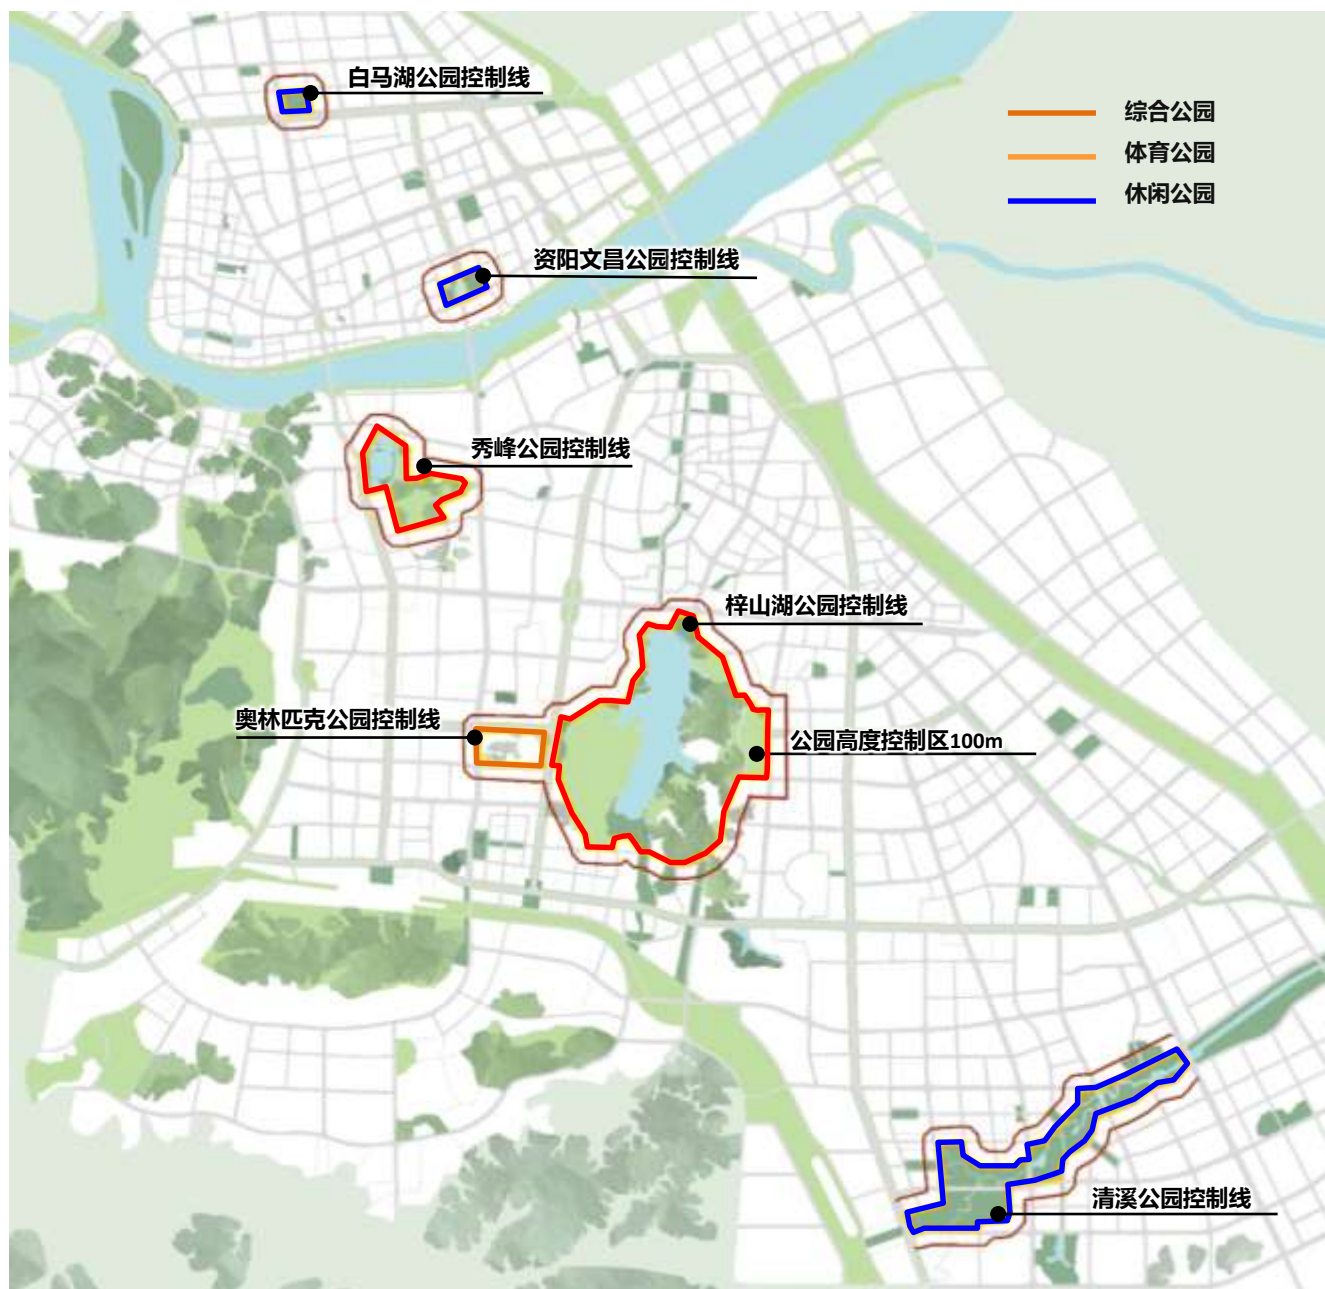 白马湖公园控制线
综合公园
体育公园
休闲公园
资阳文昌公园控制线
秀峰公园控制线
梓山湖公园控制线
奥林匹克公园控制线
公园高度控制区100m
清溪公园控制线